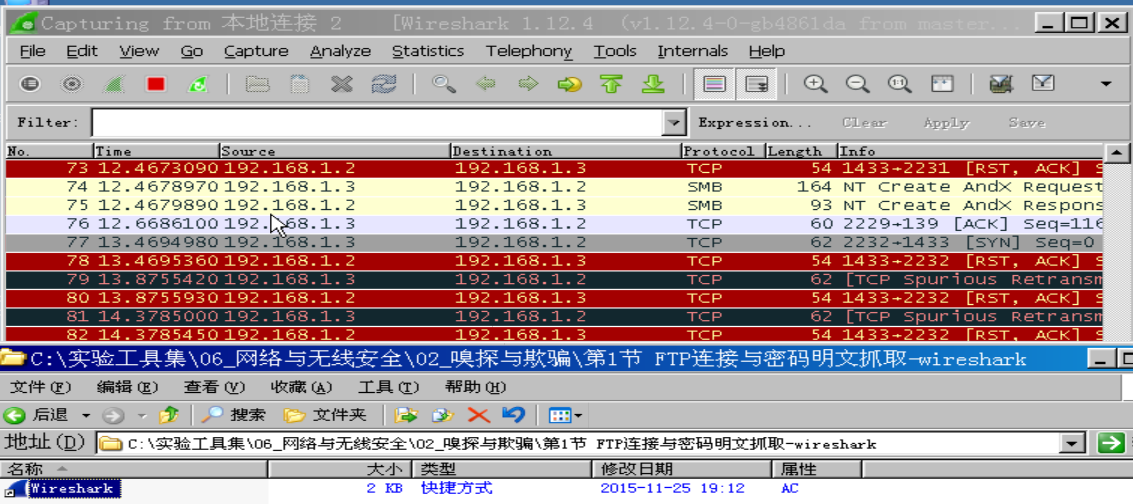 Capturing from 本地连接 2 [Wireshark 1.12.4 (v1.12.4-0-gb4861da from master...
File Edit View Go Capture Analyze Statistics Telephony Tools Internals Help
Filter: Expression... Clear Apply Save
No. Time Source Destination Protocol Length Info
73 12.4673090 192.168.1.2 192.168.1.3 TCP 54 1433→2231 [RST, ACK] S
74 12.4678970 192.168.1.3 192.168.1.2 SMB 164 NT Create AndX Request
75 12.4679890 192.168.1.2 192.168.1.3 SMB 93 NT Create AndX Respons
76 12.6686100 192.168.1.3 192.168.1.2 TCP 60 2229→139 [ACK] Seq=116
77 13.4694980 192.168.1.3 192.168.1.2 TCP 62 2232→1433 [SYN] Seq=0
78 13.4695360 192.168.1.2 192.168.1.3 TCP 54 1433→2232 [RST, ACK] S
79 13.8755420 192.168.1.3 192.168.1.2 TCP 62 [TCP Spurious Retransm
80 13.8755930 192.168.1.2 192.168.1.3 TCP 54 1433→2232 [RST, ACK] S
81 14.3785000 192.168.1.3 192.168.1.2 TCP 62 [TCP Spurious Retransm
82 14.3785450 192.168.1.2 192.168.1.3 TCP 54 1433→2232 [RST, ACK] S
C:\实验工具集\06_网络与无线安全\02_嗅探与欺骗\第1节 FTP连接与密码明文抓取-wireshark
文件(F) 编辑(E) 查看(V) 收藏(A) 工具(T) 帮助(H)
后退 搜索 文件夹
地址(D) C:\实验工具集\06_网络与无线安全\02_嗅探与欺骗\第1节 FTP连接与密码明文抓取-wireshark
名称 大小 类型 修改日期 属性
Wireshark 2 KB 快捷方式 2015-11-25 19:12 AC